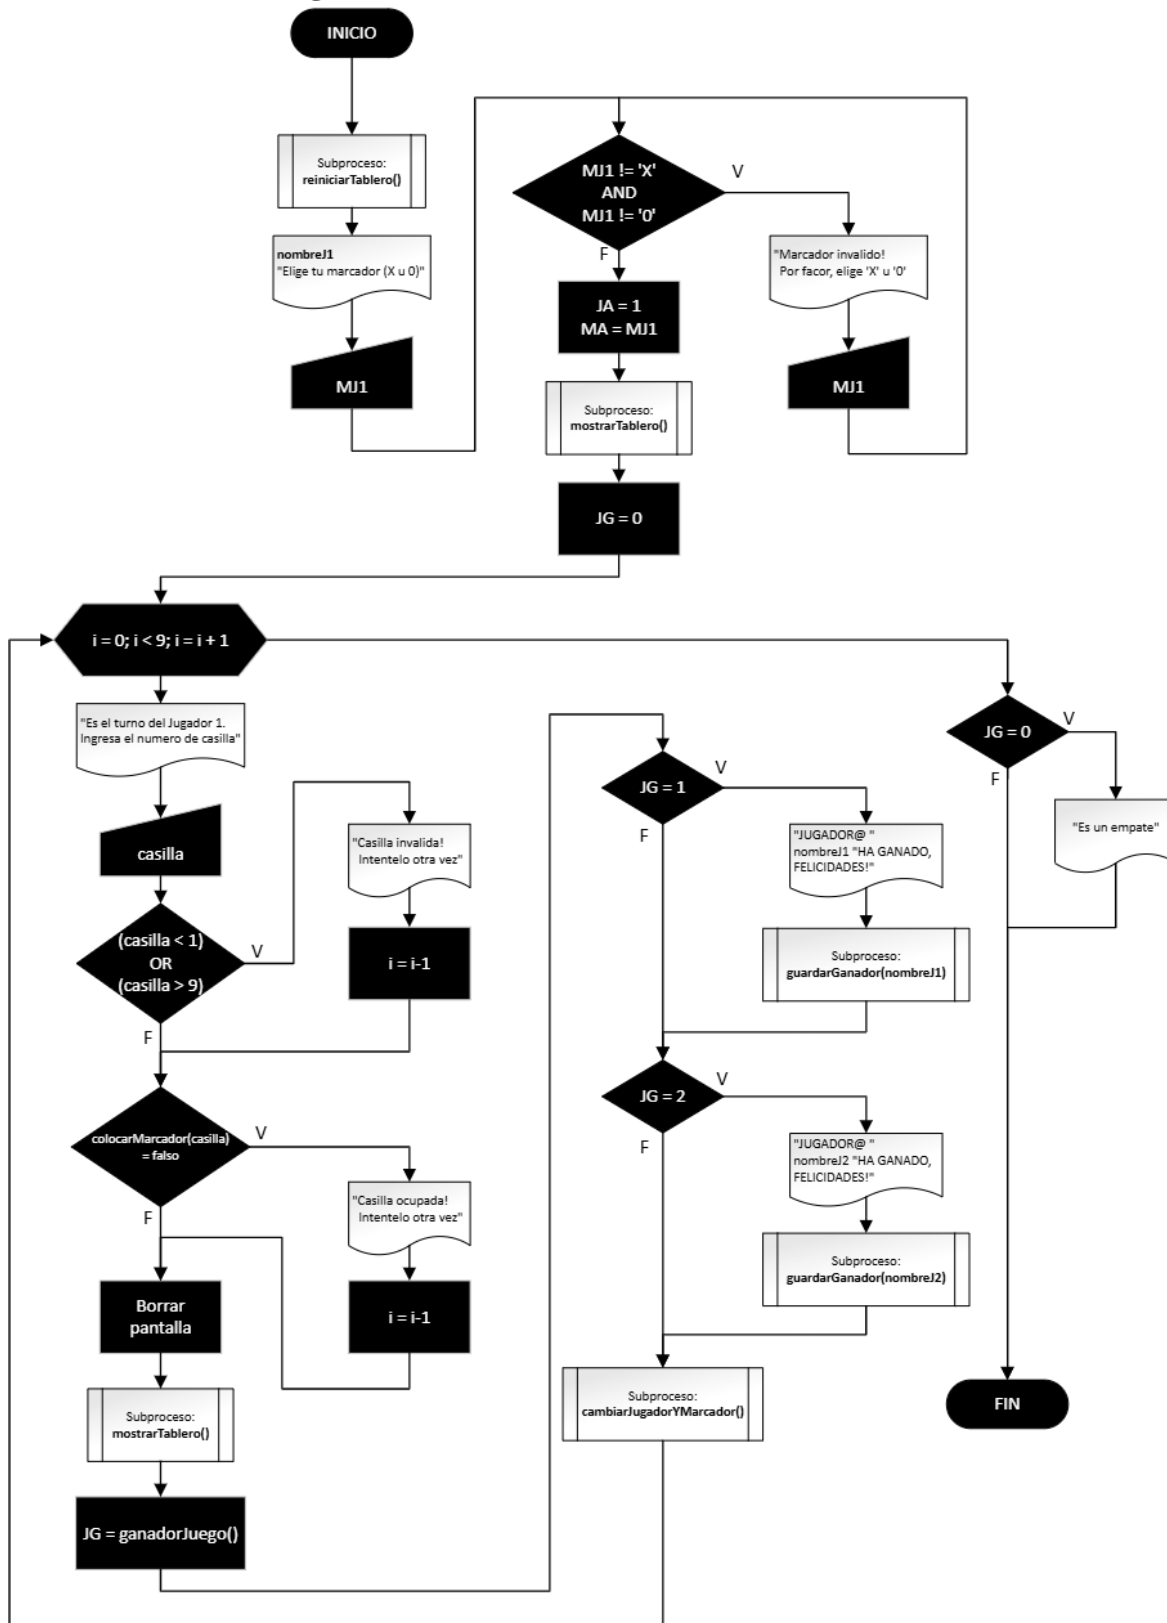 INICIO
Subproceso:
reiniciarTablero()
nombreJ1
"Elige tu marcador (X u 0)"
MJ1
MJ1 != 'X'
AND
MJ1 != '0'
V
F
"Marcador invalido!
Por facor, elige 'X' u '0'
MJ1
JA = 1
MA = MJ1
Subproceso:
mostrarTablero()
JG = 0
i = 0; i < 9; i = i + 1
"Es el turno del Jugador 1.
Ingresa el numero de casilla"
casilla
(casilla < 1)
OR
(casilla > 9)
V
F
"Casilla invalida!
Intentelo otra vez"
i = i-1
colocarMarcador(casilla)
= falso
V
F
"Casilla ocupada!
Intentelo otra vez"
i = i-1
Borrar
pantalla
Subproceso:
mostrarTablero()
JG = ganadorJuego()
JG = 1
V
F
"JUGADOR@ "
nombreJ1 "HA GANADO,
FELICIDADES!"
Subproceso:
guardarGanador(nombreJ1)
JG = 2
V
F
"JUGADOR@ "
nombreJ2 "HA GANADO,
FELICIDADES!"
Subproceso:
guardarGanador(nombreJ2)
Subproceso:
cambiarJugadorYMarcador()
JG = 0
V
F
"Es un empate"
FIN